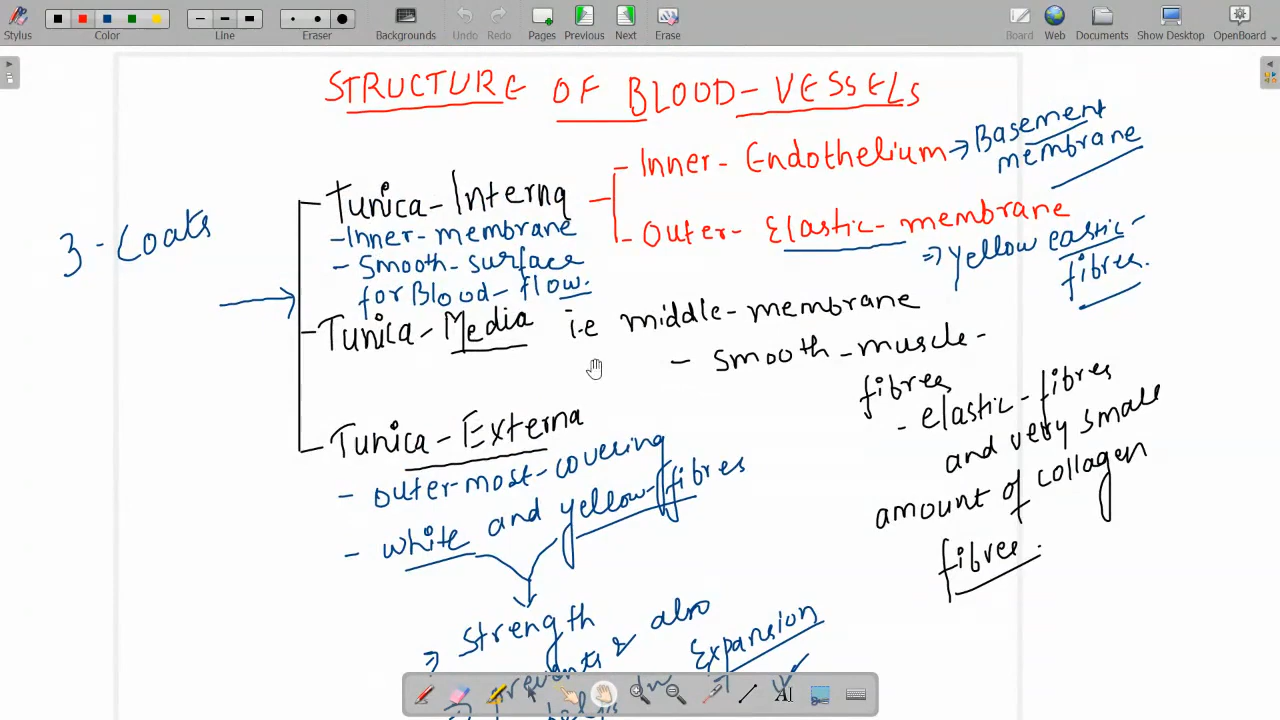 Stylus
Color
Line
Eraser
Backgrounds
Undo
Redo
Pages
Previous
Next
Erase
Board
Web
Documents
Show Desktop
OpenBoard
STRUCTURE OF BLOOD-VESSELS
3-Coats
Tunica-Interna
-Inner-membrane
- Smooth-surface
for Blood-flow.
- Inner-Endothelium → Basement
membrane
- Outer- Elastic-membrane
⇒ yellow eastic-
fibres.
Tunica-Media i.e middle-membrane
- smooth-muscle-
fibres
- elastic-fibres
and very small
amount of collagen
fibres.
Tunica-Externa
- outer-most-covering
- white and yellow-fibres
⇒ Strength
& also
Expansion
AI